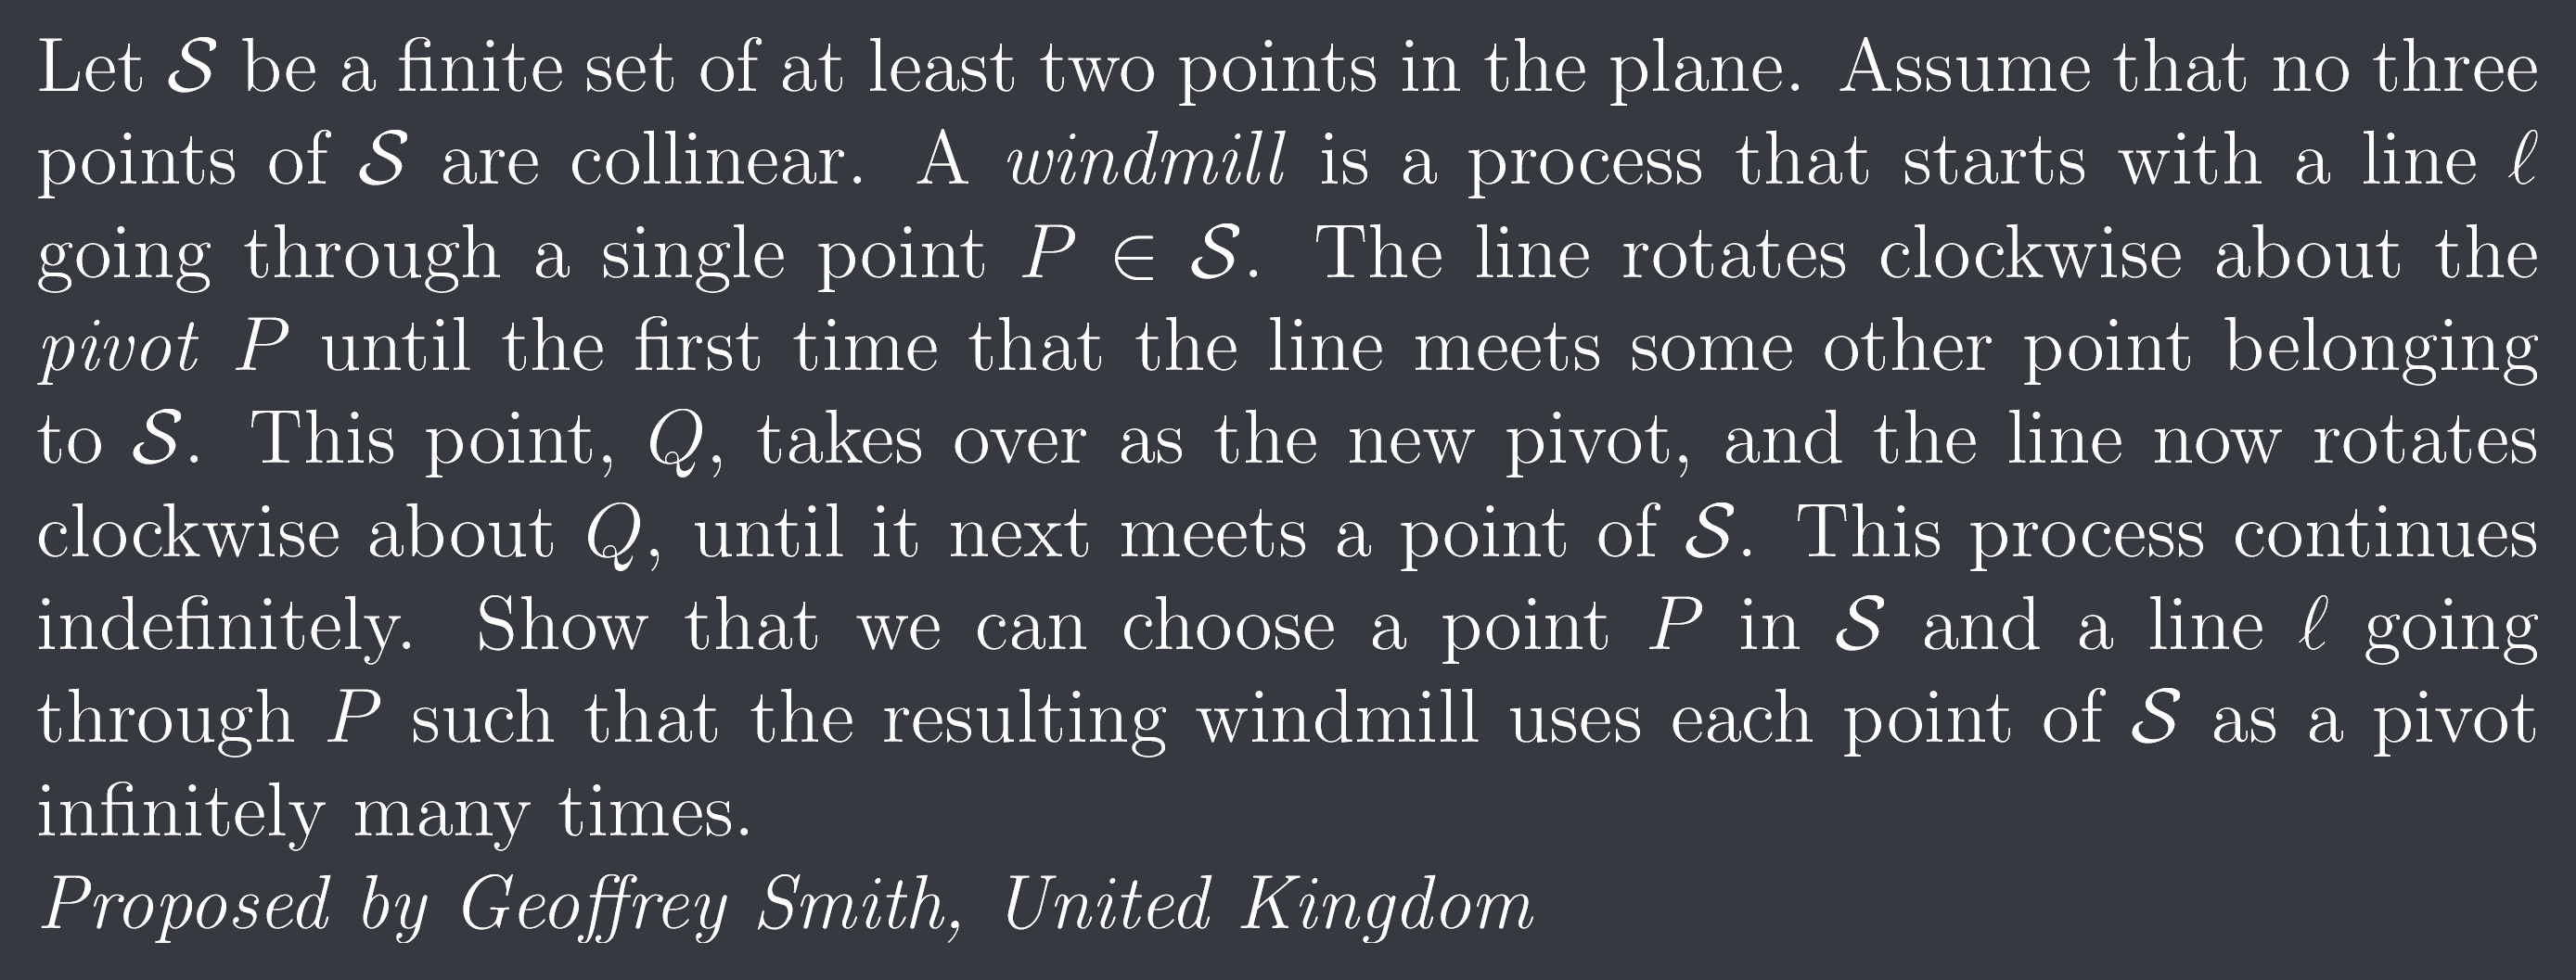 Let 𝒮 be a finite set of at least two points in the plane. Assume that no three
points of 𝒮 are collinear. A windmill is a process that starts with a line ℓ
going through a single point P ∈ 𝒮. The line rotates clockwise about the
pivot P until the first time that the line meets some other point belonging
to 𝒮. This point, Q, takes over as the new pivot, and the line now rotates
clockwise about Q, until it next meets a point of 𝒮. This process continues
indefinitely. Show that we can choose a point P in 𝒮 and a line ℓ going
through P such that the resulting windmill uses each point of 𝒮 as a pivot
infinitely many times.
Proposed by Geoffrey Smith, United Kingdom